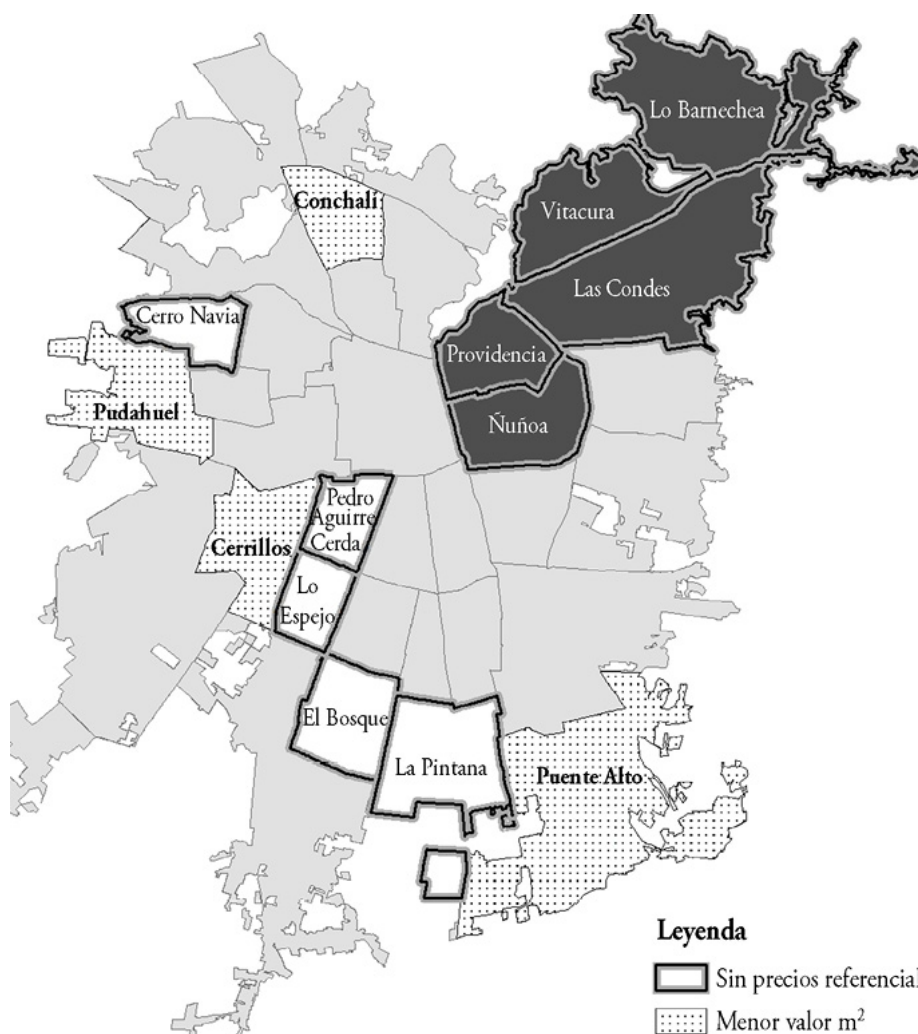 Lo Barnechea
Conchalí
Vitacura
Las Condes
Cerro Navia
Providencia
Pudahuel
Ñuñoa
Pedro
Aguirre
Cerda
Cerrillos
Lo
Espejo
El Bosque
La Pintana
Puente Alto
Leyenda
Sin precios referencial
Menor valor m²